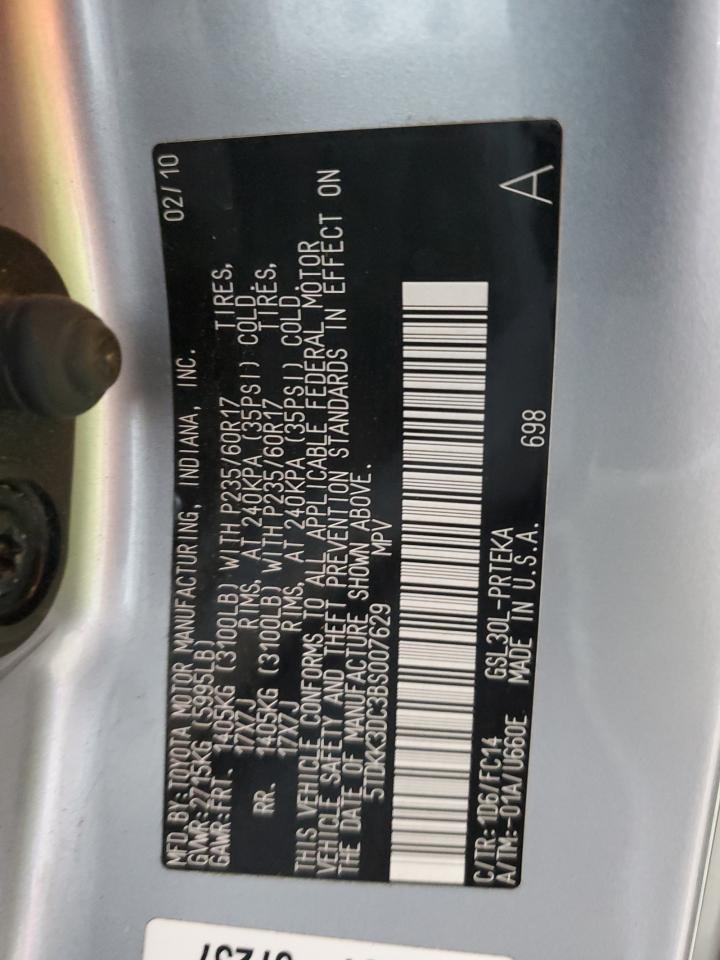 MFD.BY:TOYOTA MOTOR MANUFACTURING, INDIANA, INC. 02/10
GVWR:2715KG (5995LB)
GAWR:FRT. 1405KG (3100LB) WITH P235/60R17 TIRES,
17X7J RIMS, AT 240KPA (35PSI) COLD.
RR. 1405KG (3100LB) WITH P235/60R17 TIRES,
17X7J RIMS, AT 240KPA (35PSI) COLD.
THIS VEHICLE CONFORMS TO ALL APPLICABLE FEDERAL MOTOR
VEHICLE SAFETY AND THEFT PREVENTION STANDARDS IN EFFECT ON
THE DATE OF MANUFACTURE SHOWN ABOVE.
5TDKK3DC3BS007629 MPV
C/TR:1D6/FC14 GSL30L-PRTEKA
A/TM:-01A/U660E MADE IN U.S.A. 698 A